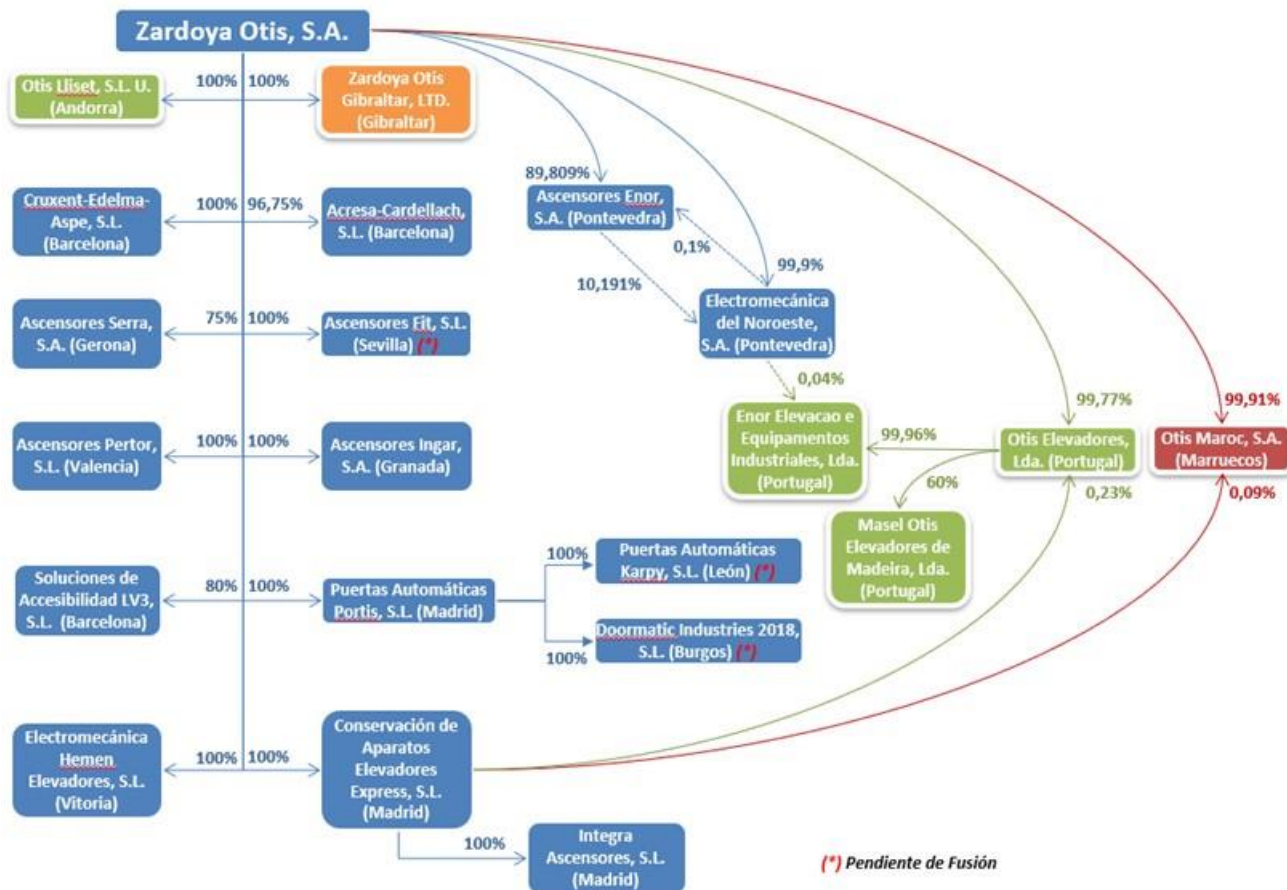 Zardoya Otis, S.A.
Otis Lliset, S.L. U.
(Andorra)
100%
100%
Zardoya Otis
Gibraltar, LTD.
(Gibraltar)
89,809%
Ascensores Enor,
S.A. (Pontevedra)
Cruxent-Edelma-
Aspe, S.L.
(Barcelona)
100%
96,75%
Acresa-Cardellach,
S.L. (Barcelona)
0,1%
99,9%
10,191%
Electromecánica
del Noroeste,
S.A. (Pontevedra)
Ascensores Serra,
S.A. (Gerona)
75%
100%
Ascensores Fit, S.L.
(Sevilla) (*)
0,04%
Enor Elevacao e
Equipamentos
Industriales, Lda.
(Portugal)
99,96%
99,77%
Otis Elevadores,
Lda. (Portugal)
0,23%
99,91%
Otis Maroc, S.A.
(Marruecos)
0,09%
Ascensores Pertor,
S.L. (Valencia)
100%
100%
Ascensores Ingar,
S.A. (Granada)
60%
Masel Otis
Elevadores de
Madeira, Lda.
(Portugal)
Soluciones de
Accesibilidad LV3,
S.L. (Barcelona)
80%
100%
Puertas Automáticas
Portis, S.L. (Madrid)
100%
Puertas Automáticas
Karpy, S.L. (León) (*)
100%
Doormatic Industries 2018,
S.L. (Burgos) (*)
Electromecánica
Hemen
Elevadores, S.L.
(Vitoria)
100%
100%
Conservación de
Aparatos
Elevadores
Express, S.L.
(Madrid)
100%
Integra
Ascensores, S.L.
(Madrid)
(*) Pendiente de Fusión